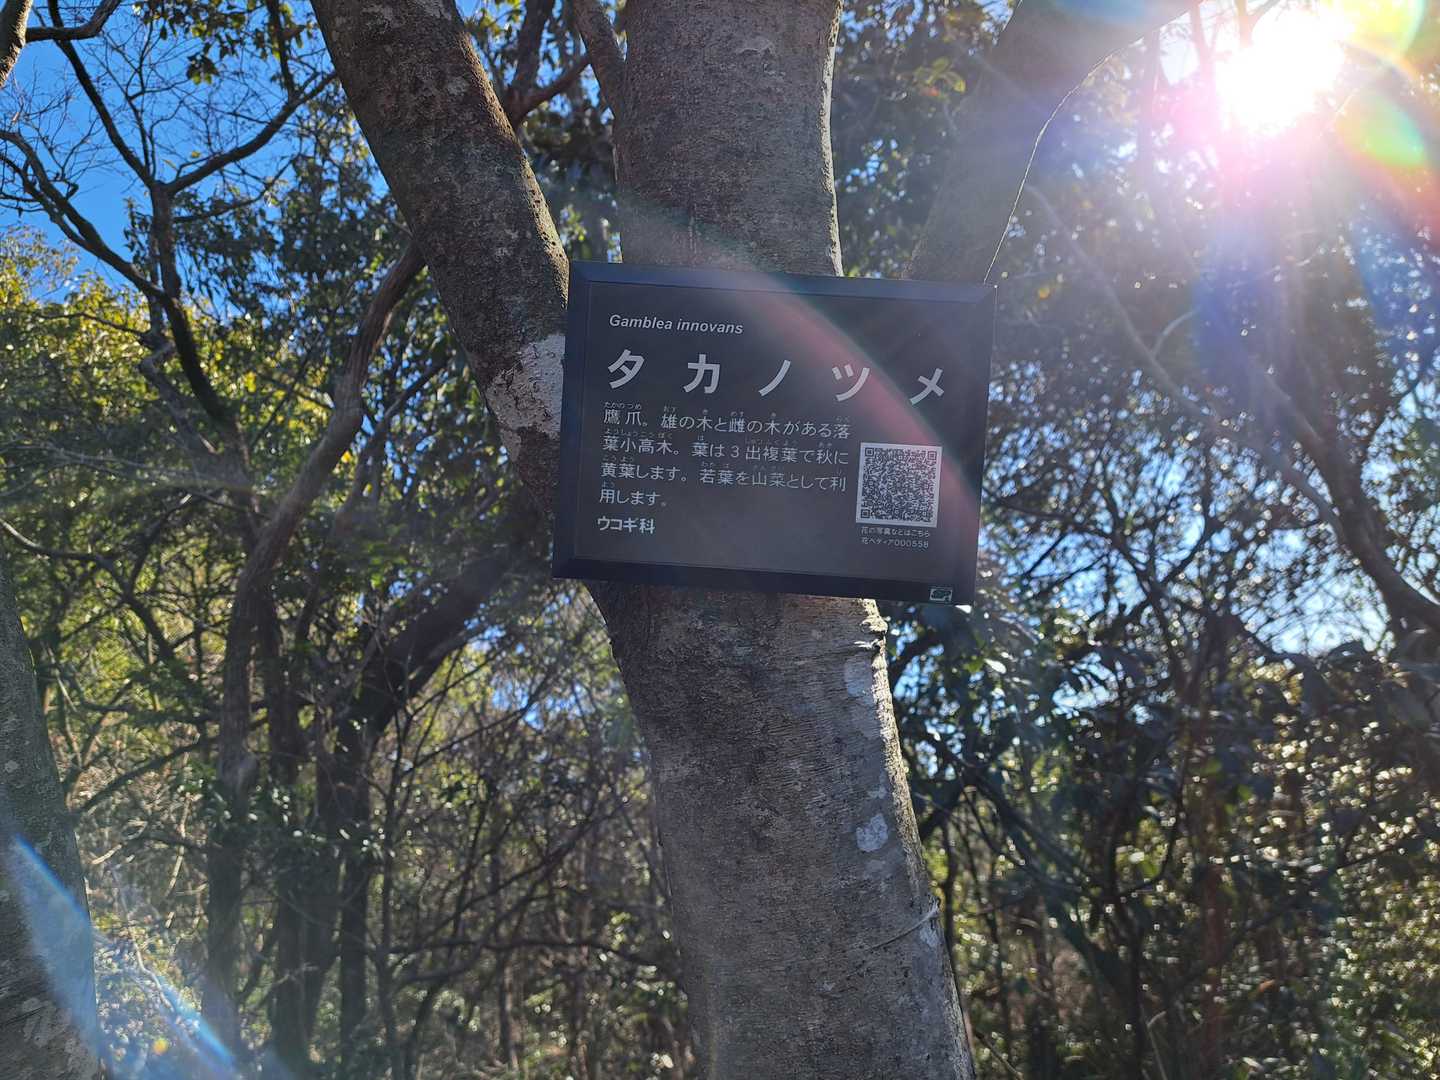 Gamblea innovans
タカノツメ
鷹爪。雄の木と雌の木がある落
葉小高木。葉は3出複葉で秋に
黄葉します。若葉を山菜として利
用します。
ウコギ科
花の写真などはこちら
花ペディア000558